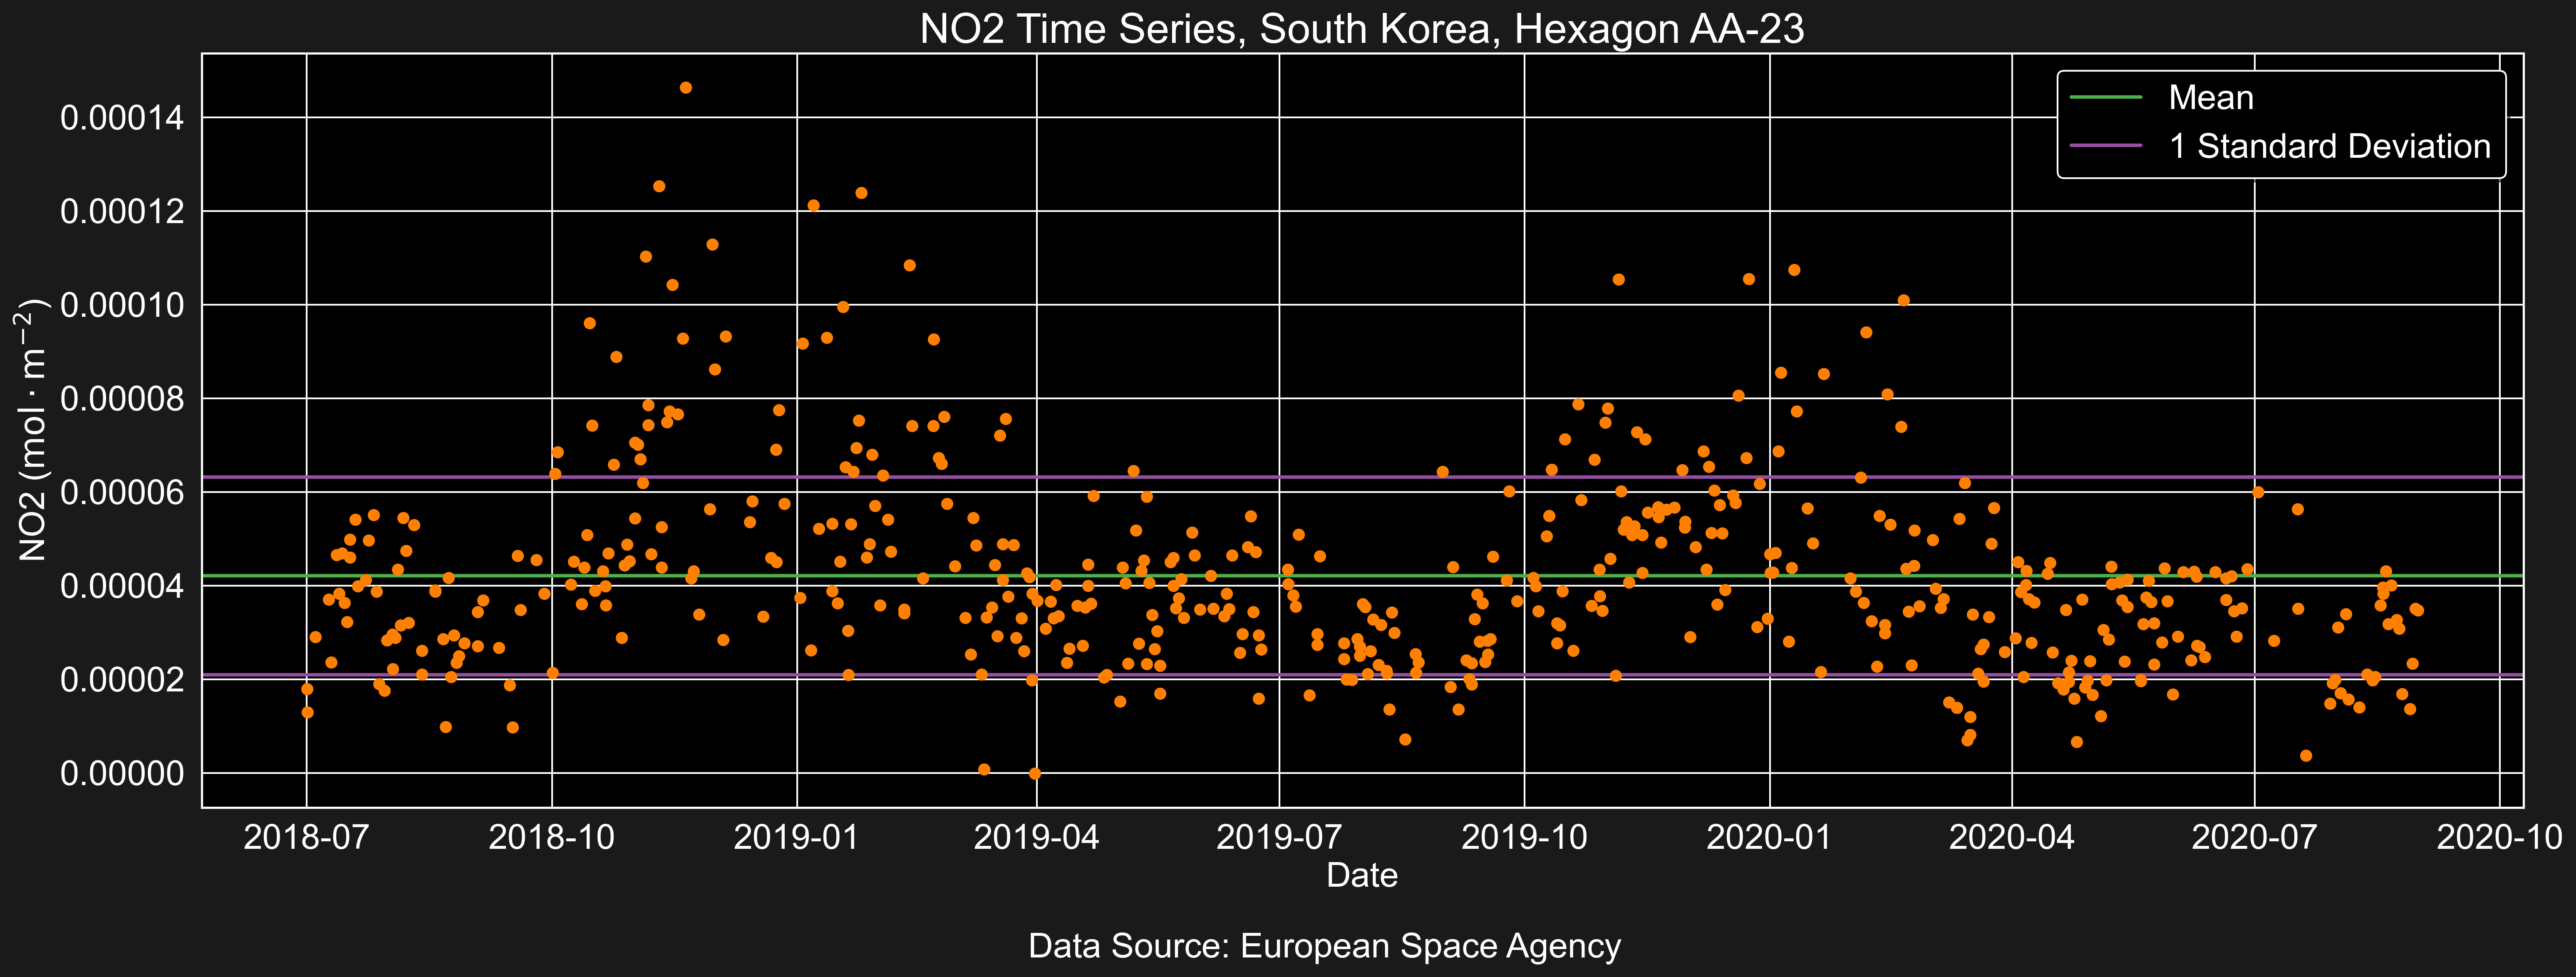 NO2 Time Series, South Korea, Hexagon AA-23
Mean
1 Standard Deviation
NO2 (mol · m⁻²)
0.00014
0.00012
0.00010
0.00008
0.00006
0.00004
0.00002
0.00000
2018-07 2018-10 2019-01 2019-04 2019-07 2019-10 2020-01 2020-04 2020-07 2020-10
Date
Data Source: European Space Agency